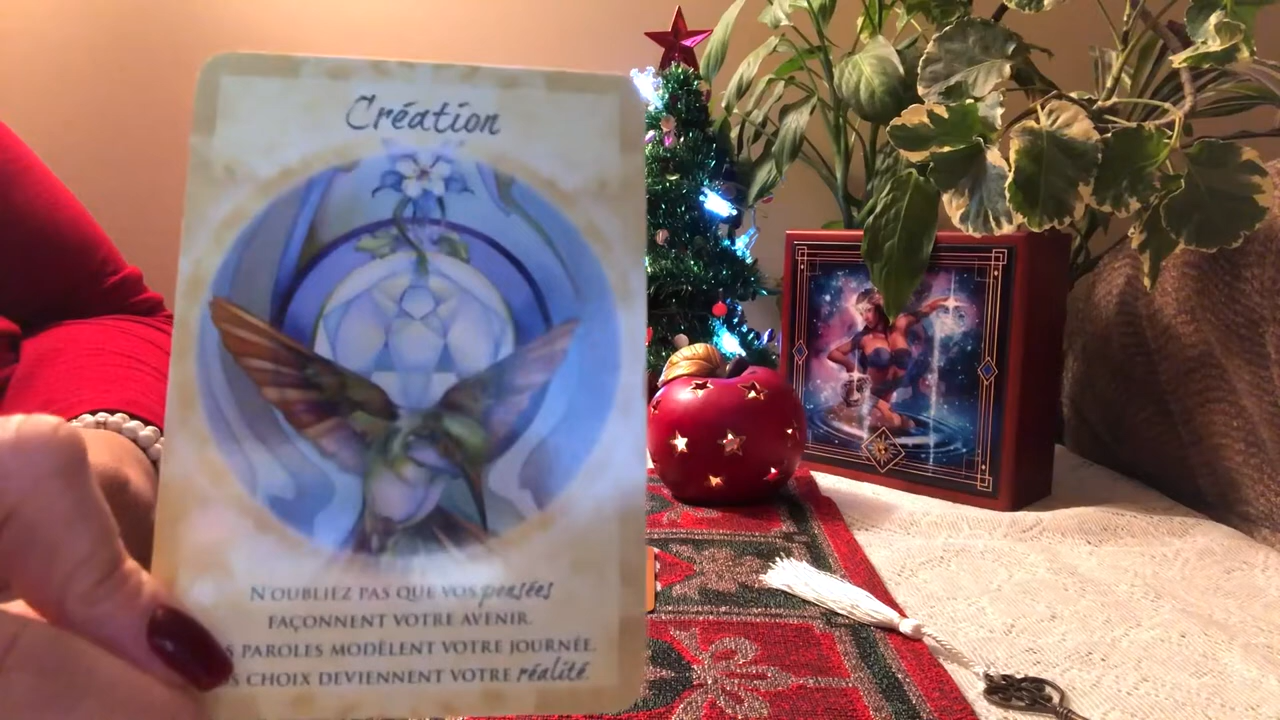 Création
N'OUBLIEZ PAS QUE VOS pensées
FAÇONNENT VOTRE AVENIR.
S PAROLES MODÈLENT VOTRE JOURNÉE.
S CHOIX DEVIENNENT VOTRE réalité.